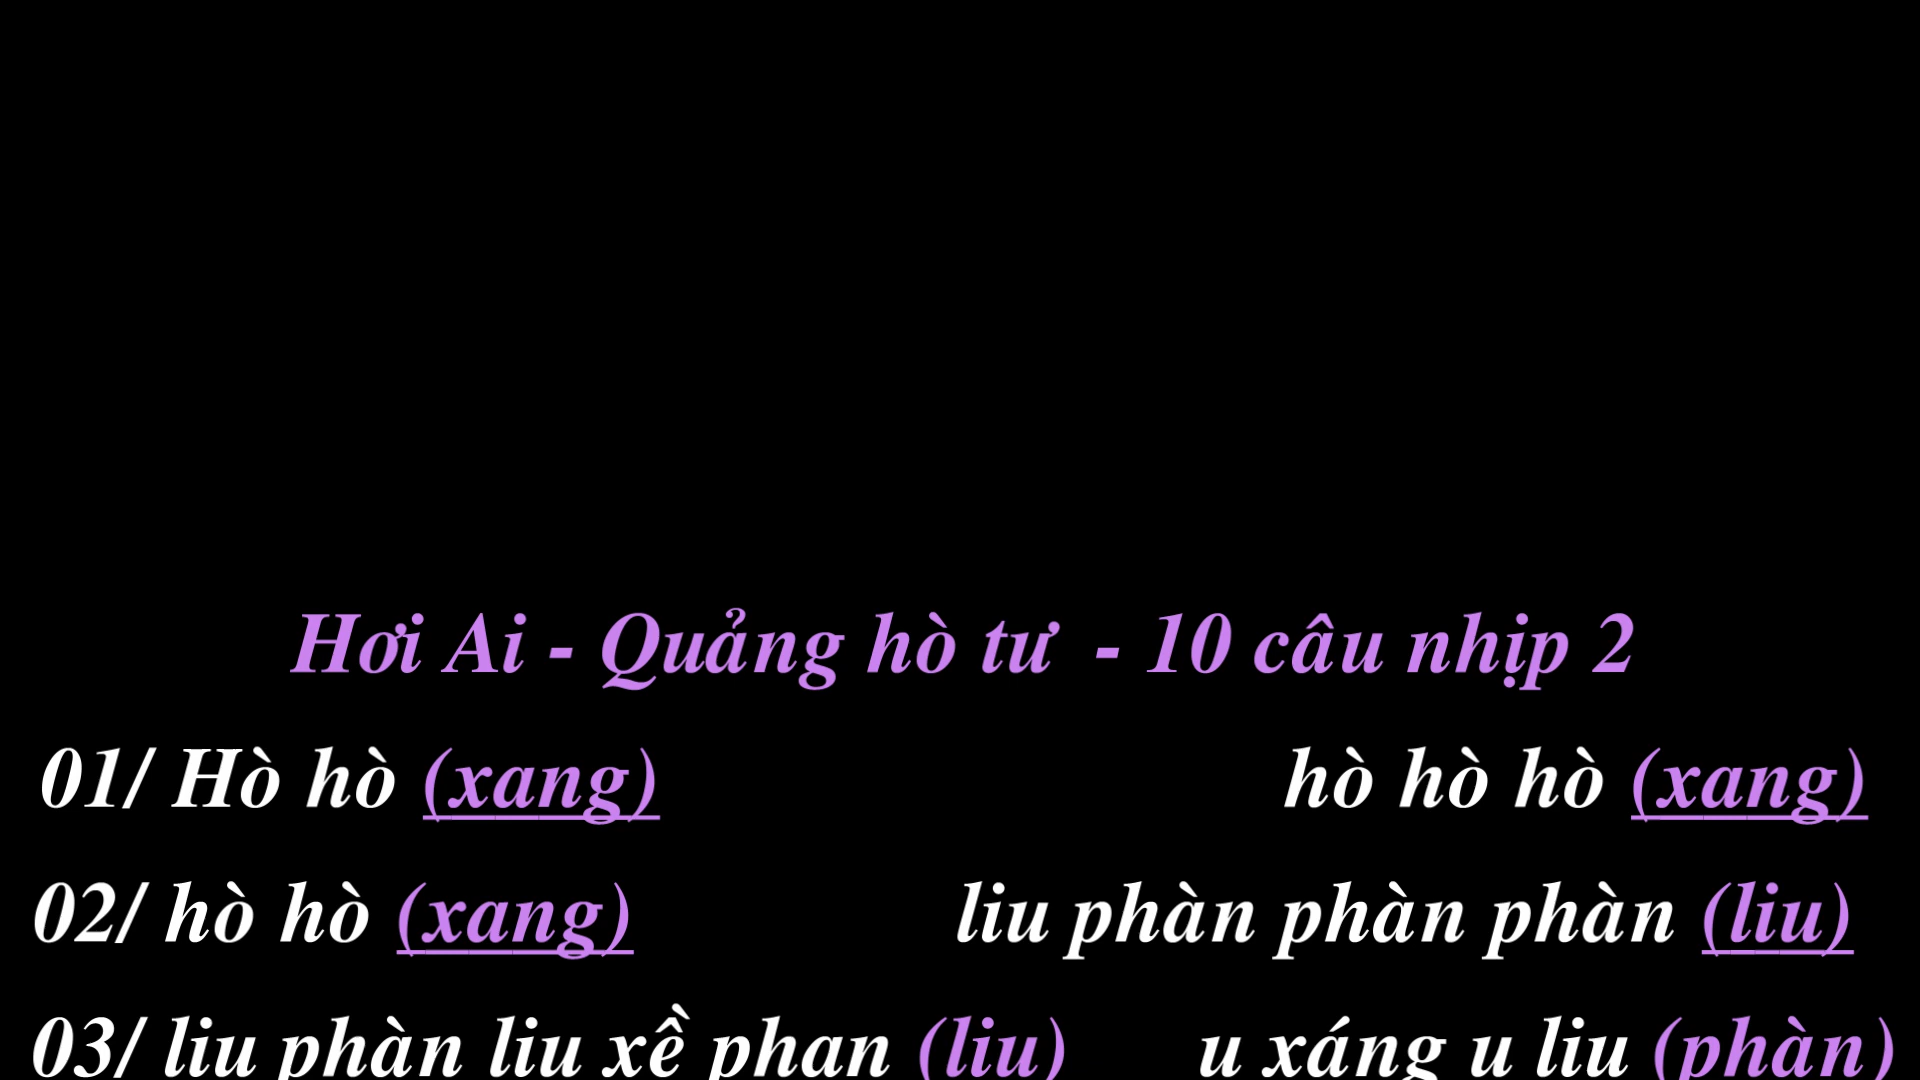 Hơi Ai - Quảng hò tư - 10 câu nhịp 2
01/ Hò hò (xang) hò hò hò (xang)
02/ hò hò (xang) liu phàn phàn phàn (liu)
03/ liu phàn liu xề phan (liu) u xáng u liu (phàn)